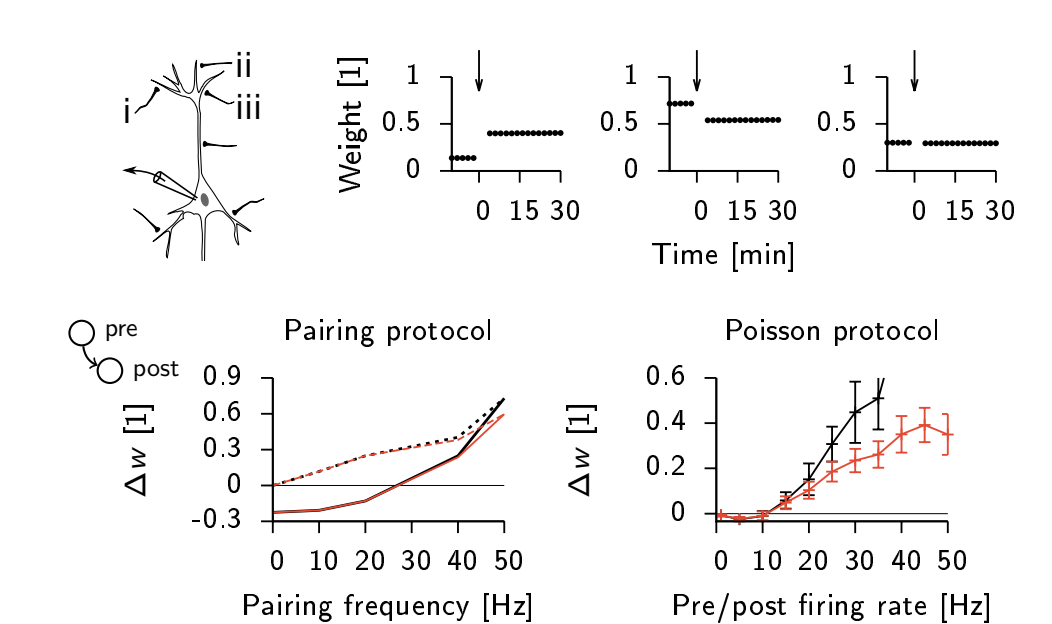 i
ii
iii
Weight [1]
1
0.5
0
0 15 30
1
0.5
0
0 15 30
1
0.5
0
0 15 30
Time [min]
pre
post
Pairing protocol
Δw [1]
0.9
0.6
0.3
0
-0.3
0 10 20 30 40 50
Pairing frequency [Hz]
Poisson protocol
Δw [1]
0.6
0.4
0.2
0
0 10 20 30 40 50
Pre/post firing rate [Hz]